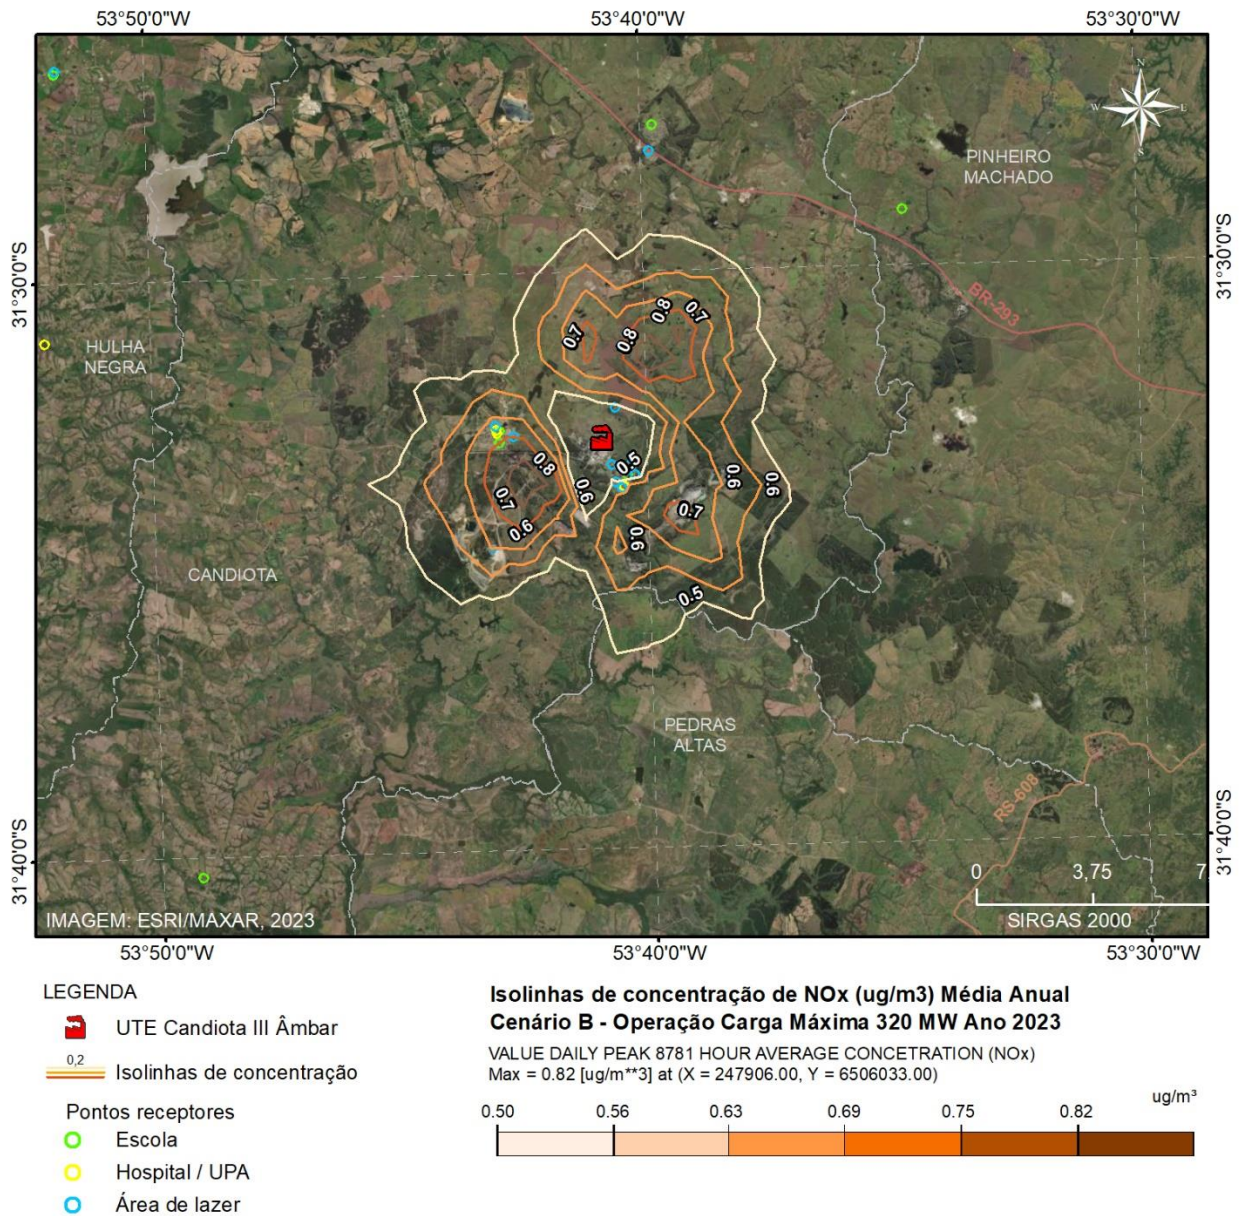 53°50'0"W
53°40'0"W
53°30'0"W
N
W
E
S
PINHEIRO
MACHADO
31°30'0"S
31°30'0"S
BR-293
HULHA
NEGRA
0.8
0.7
0.7
0.8
0.8
0.5
0.6
0.7
0.6
0.6
0.6
0.7
0.6
0.5
CANDIOTA
PEDRAS
ALTAS
RS-608
31°40'0"S
31°40'0"S
0
3,75
7
IMAGEM: ESRI/MAXAR, 2023
SIRGAS 2000
53°50'0"W
53°40'0"W
53°30'0"W
LEGENDA
UTE Candiota III Âmbar
0,2
Isolinhas de concentração
Pontos receptores
Escola
Hospital / UPA
Área de lazer
Isolinhas de concentração de NOx (ug/m3) Média Anual
Cenário B - Operação Carga Máxima 320 MW Ano 2023
VALUE DAILY PEAK 8781 HOUR AVERAGE CONCETRATION (NOx)
Max = 0.82 [ug/m**3] at (X = 247906.00, Y = 6506033.00)
ug/m³
0.50
0.56
0.63
0.69
0.75
0.82